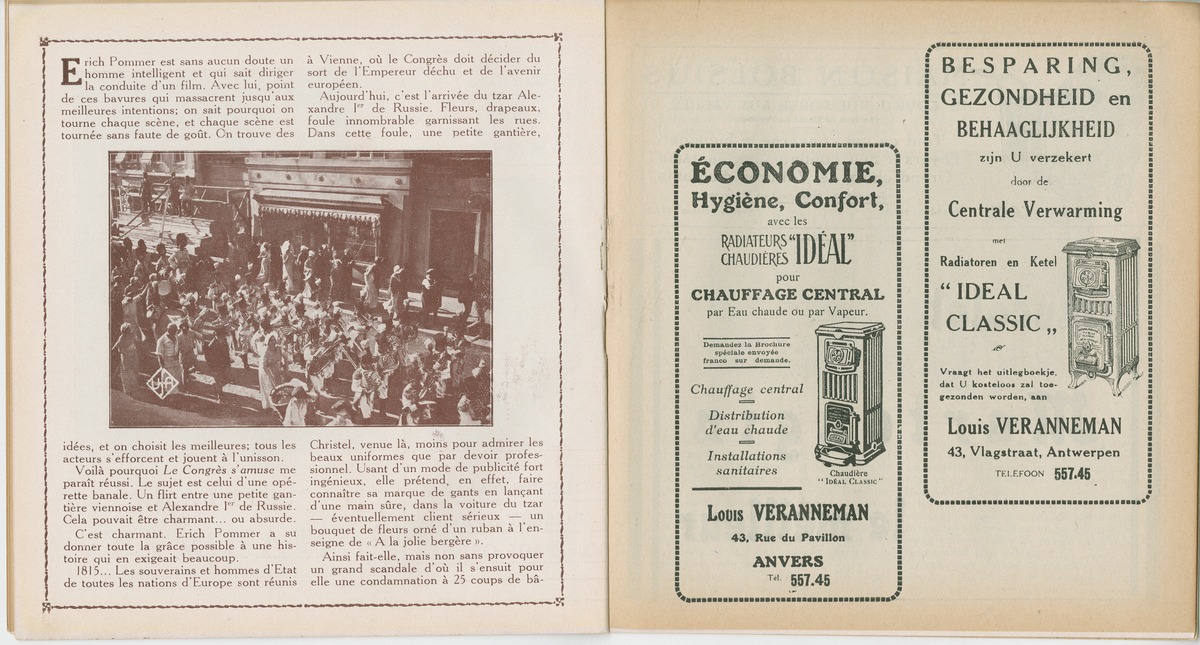 Erich Pommer est sans aucun doute un
homme intelligent et qui sait diriger
la conduite d'un film. Avec lui, point
de ces bavures qui massacrent jusqu'aux
meilleures intentions; on sait pourquoi on
tourne chaque scène, et chaque scène est
tournée sans faute de goût. On trouve des
à Vienne, où le Congrès doit décider du
sort de l'Empereur déchu et de l'avenir
européen.
Aujourd'hui, c'est l'arrivée du tzar Ale-
xandre Ier de Russie. Fleurs, drapeaux,
foule innombrable garnissant les rues.
Dans cette foule, une petite gantière,
UFA
idées, et on choisit les meilleures; tous les
acteurs s'efforcent et jouent à l'unisson.
Voilà pourquoi Le Congrès s'amuse me
paraît réussi. Le sujet est celui d'une opé-
rette banale. Un flirt entre une petite gan-
tière viennoise et Alexandre Ier de Russie.
Cela pouvait être charmant... ou absurde.
C'est charmant. Erich Pommer a su
donner toute la grâce possible à une his-
toire qui en exigeait beaucoup.
1815... Les souverains et hommes d'Etat
de toutes les nations d'Europe sont réunis
Christel, venue là, moins pour admirer les
beaux uniformes que par devoir profes-
sionnel. Usant d'un mode de publicité fort
ingénieux, elle prétend, en effet, faire
connaître sa marque de gants en lançant
d'une main sûre, dans la voiture du tzar
— éventuellement client sérieux — un
bouquet de fleurs orné d'un ruban à l'en-
seigne de « A la jolie bergère ».
Ainsi fait-elle, mais non sans provoquer
un grand scandale d'où il s'ensuit pour
elle une condamnation à 25 coups de bâ-
ÉCONOMIE,
Hygiène, Confort,
avec les
RADIATEURS
CHAUDIÈRES "IDÉAL"
pour
CHAUFFAGE CENTRAL
par Eau chaude ou par Vapeur.
Demandez la Brochure
spéciale envoyée
franco sur demande.
Chauffage central
Distribution
d'eau chaude
Installations
sanitaires
Chaudière
"IDÉAL CLASSIC"
Louis VERANNEMAN
43, Rue du Pavillon
ANVERS
Tel. 557.45
BESPARING,
GEZONDHEID en
BEHAAGLIJKHEID
zijn U verzekert
door de
Centrale Verwarming
met
Radiatoren en Ketel
" IDEAL
CLASSIC „
Vraagt het uitlegboekje,
dat U kosteloos zal toe-
gezonden worden, aan
Louis VERANNEMAN
43, Vlagstraat, Antwerpen
TELEFOON 557.45